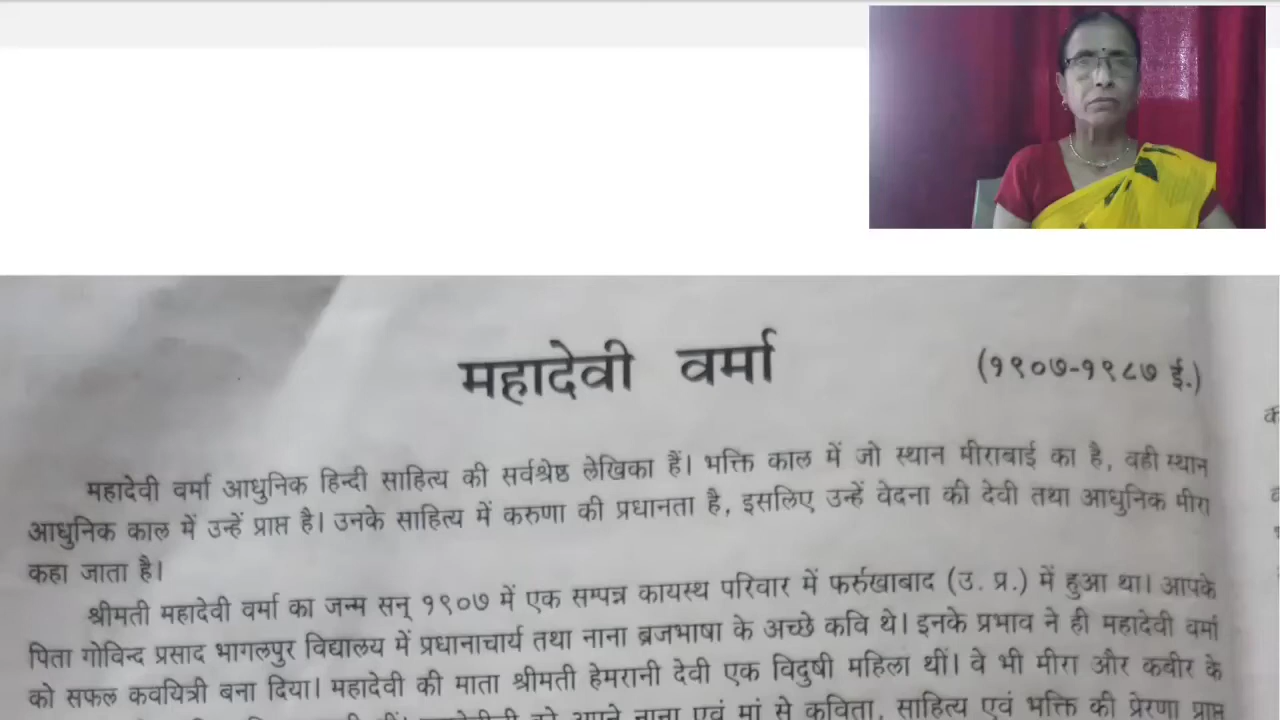 महादेवी वर्मा (१९०७-१९८७ ई.)
महादेवी वर्मा आधुनिक हिन्दी साहित्य की सर्वश्रेष्ठ लेखिका हैं। भक्ति काल में जो स्थान मीराबाई का है, वही स्थान
आधुनिक काल में उन्हें प्राप्त है। उनके साहित्य में करुणा की प्रधानता है, इसलिए उन्हें वेदना की देवी तथा आधुनिक मीरा
कहा जाता है।
श्रीमती महादेवी वर्मा का जन्म सन् १९०७ में एक सम्पन्न कायस्थ परिवार में फर्रुखाबाद (उ. प्र.) में हुआ था। आपके
पिता गोविन्द प्रसाद भागलपुर विद्यालय में प्रधानाचार्य तथा नाना ब्रजभाषा के अच्छे कवि थे। इनके प्रभाव ने ही महादेवी वर्मा
को सफल कवयित्री बना दिया। महादेवी की माता श्रीमती हेमरानी देवी एक विदुषी महिला थीं। वे भी मीरा और कबीर के
को अपने नाना एवं मां से कविता, साहित्य एवं भक्ति की प्रेरणा प्राप्त